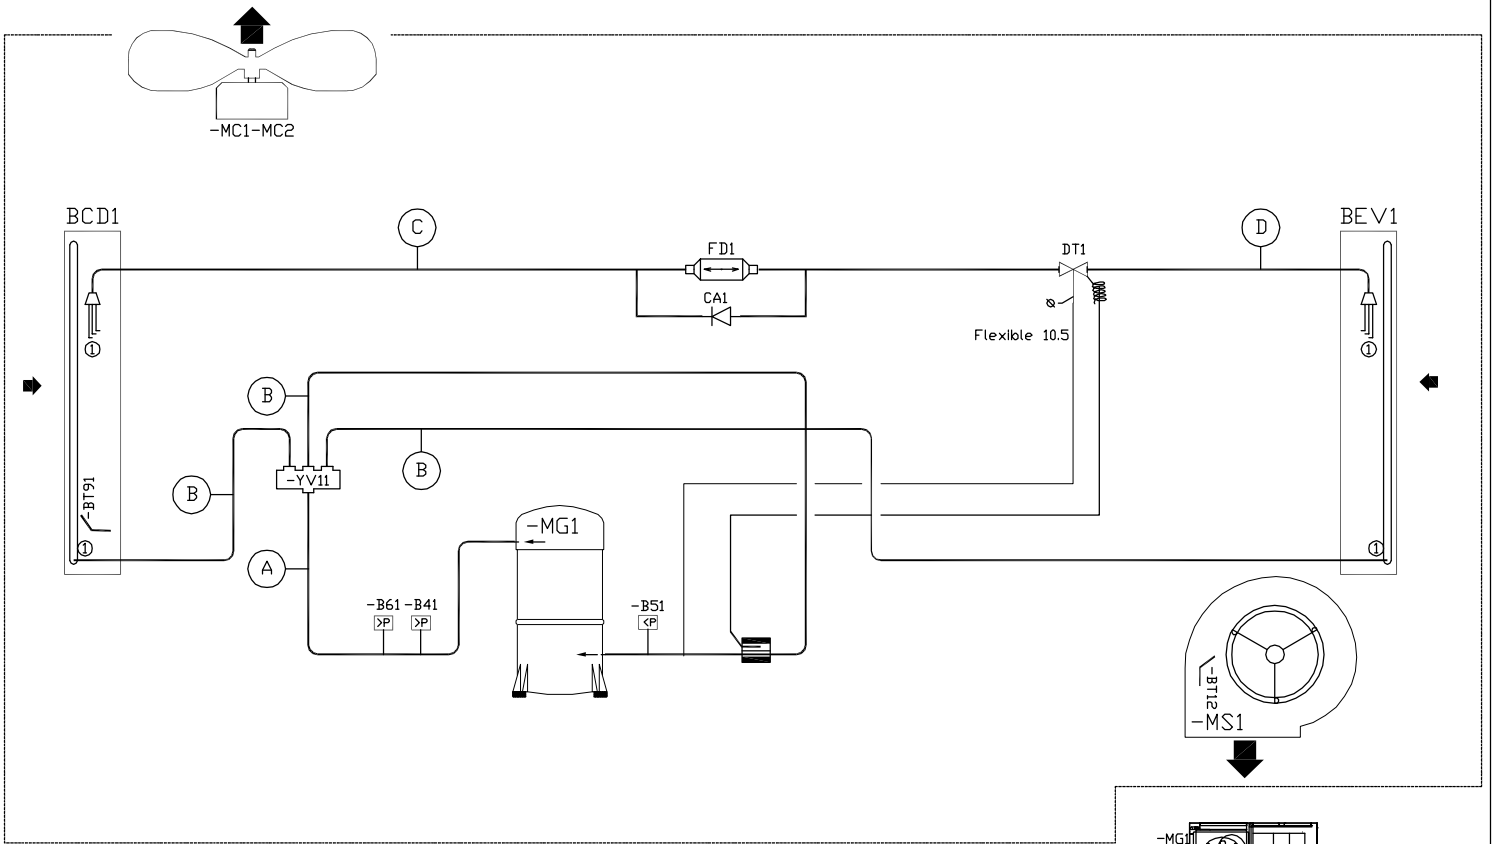 -MC1-MC2
BCD1
BEV1
C
D
FD1
DT1
CA1
ø
Flexible 10.5
1
1
B
B
-YV11
B
-BT91
-MG1
1
1
A
-B61
-B41
-B51
>P
>P
<P
-BT12
-MS1
-MG1